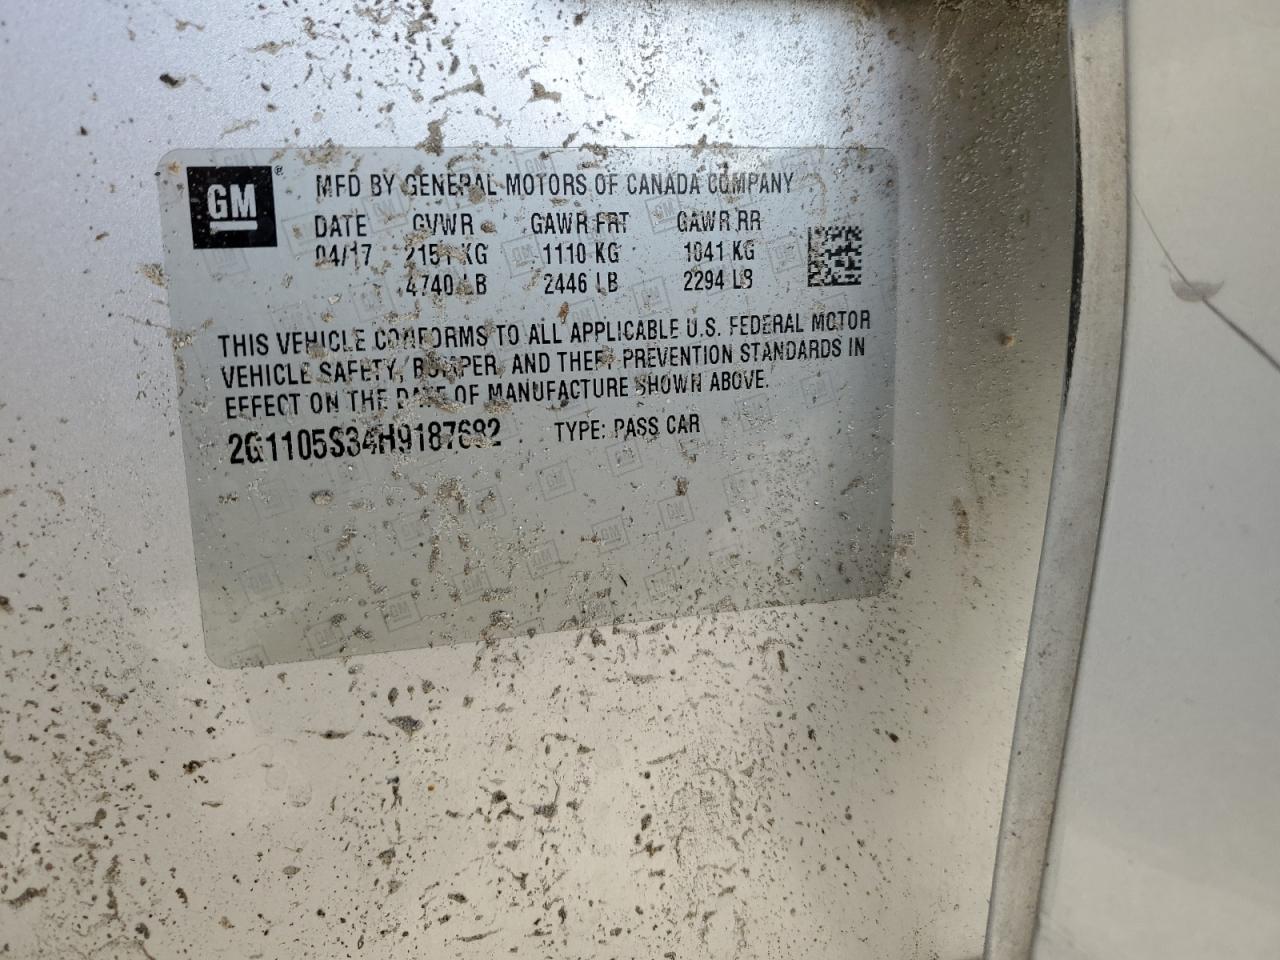 GM ® MFD BY GENERAL MOTORS OF CANADA COMPANY
DATE GVWR GAWR FRT GAWR RR
04/17 2151 KG 1110 KG 1041 KG
4740 LB 2446 LB 2294 LB
THIS VEHICLE CONFORMS TO ALL APPLICABLE U.S. FEDERAL MOTOR
VEHICLE SAFETY, BUMPER, AND THEFT PREVENTION STANDARDS IN
EFFECT ON THE DATE OF MANUFACTURE SHOWN ABOVE.
2G1105S34H9187682 TYPE: PASS CAR